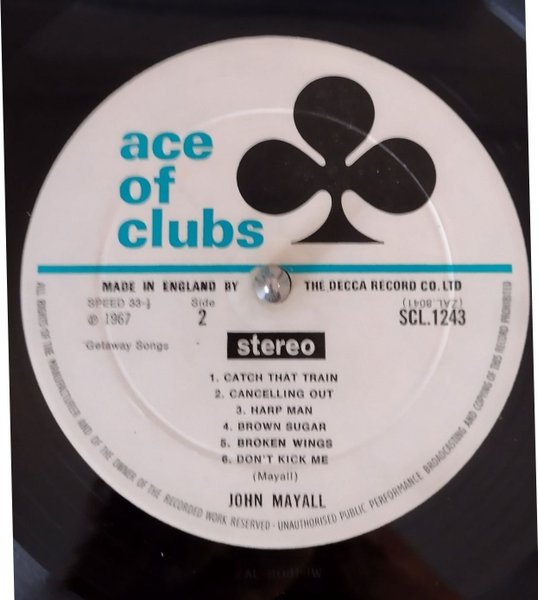 ace
of
clubs
MADE IN ENGLAND BY THE DECCA RECORD CO. LTD
SPEED 33-⅓ Side (ZAL.8041)
℗ 1967 2 SCL.1243
Getaway Songs stereo
1. CATCH THAT TRAIN
2. CANCELLING OUT
3. HARP MAN
4. BROWN SUGAR
5. BROKEN WINGS
6. DON'T KICK ME
(Mayall)
JOHN MAYALL
ALL RIGHTS OF THE MANUFACTURER AND OF THE OWNER OF THE RECORDED WORK RESERVED · UNAUTHORISED PUBLIC PERFORMANCE BROADCASTING AND COPYING OF THIS RECORD PROHIBITED